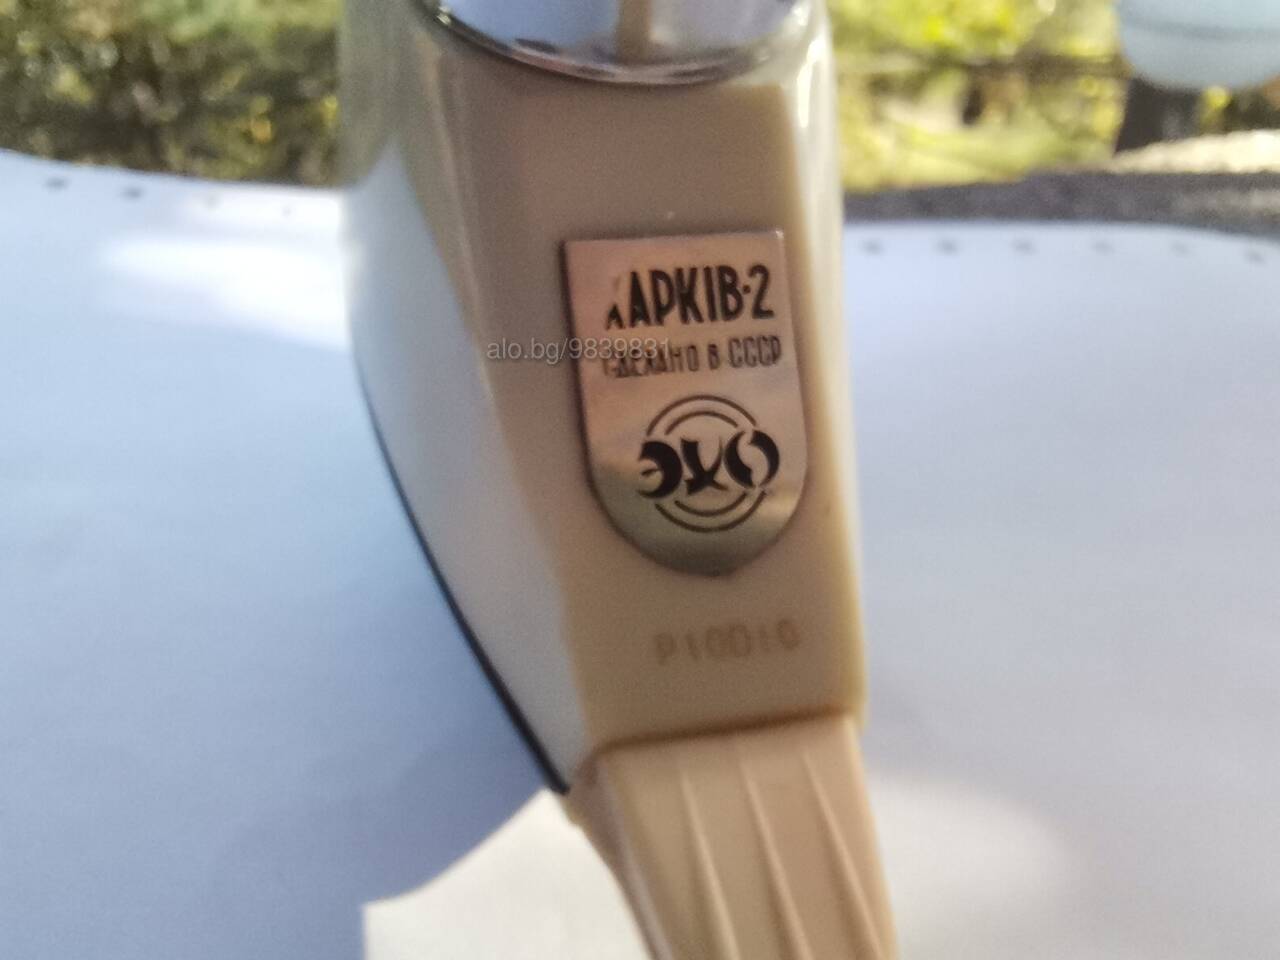 ХАРКІВ-2
alo.bg/9839831
СДЕЛАНО В СССР
ЭХО